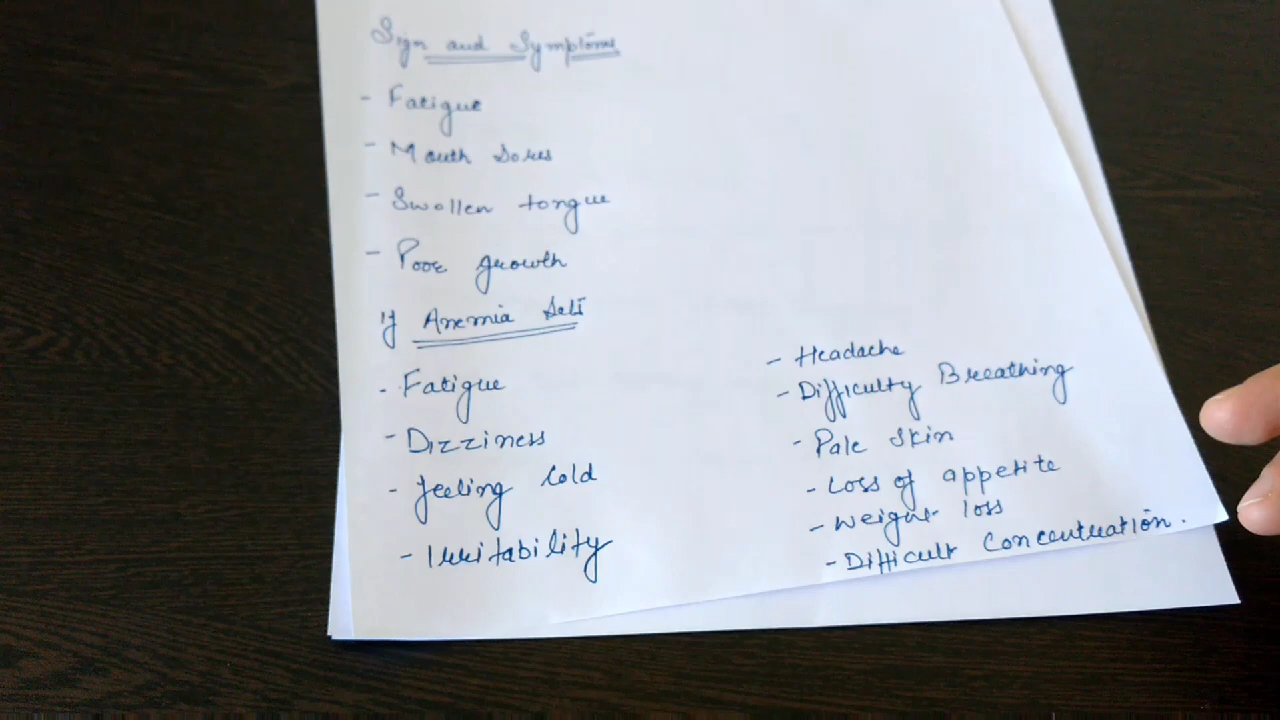 Sign and Symptoms
- Fatigue
- Mouth Sores
- Swollen tongue
- Poor growth
If Anemia Sets
- Fatigue
- Dizziness
- feeling Cold
- Irritability
- Headache
- Difficulty Breathing
- Pale Skin
- Loss of appetite
- Weight loss
- Difficult Concentration.